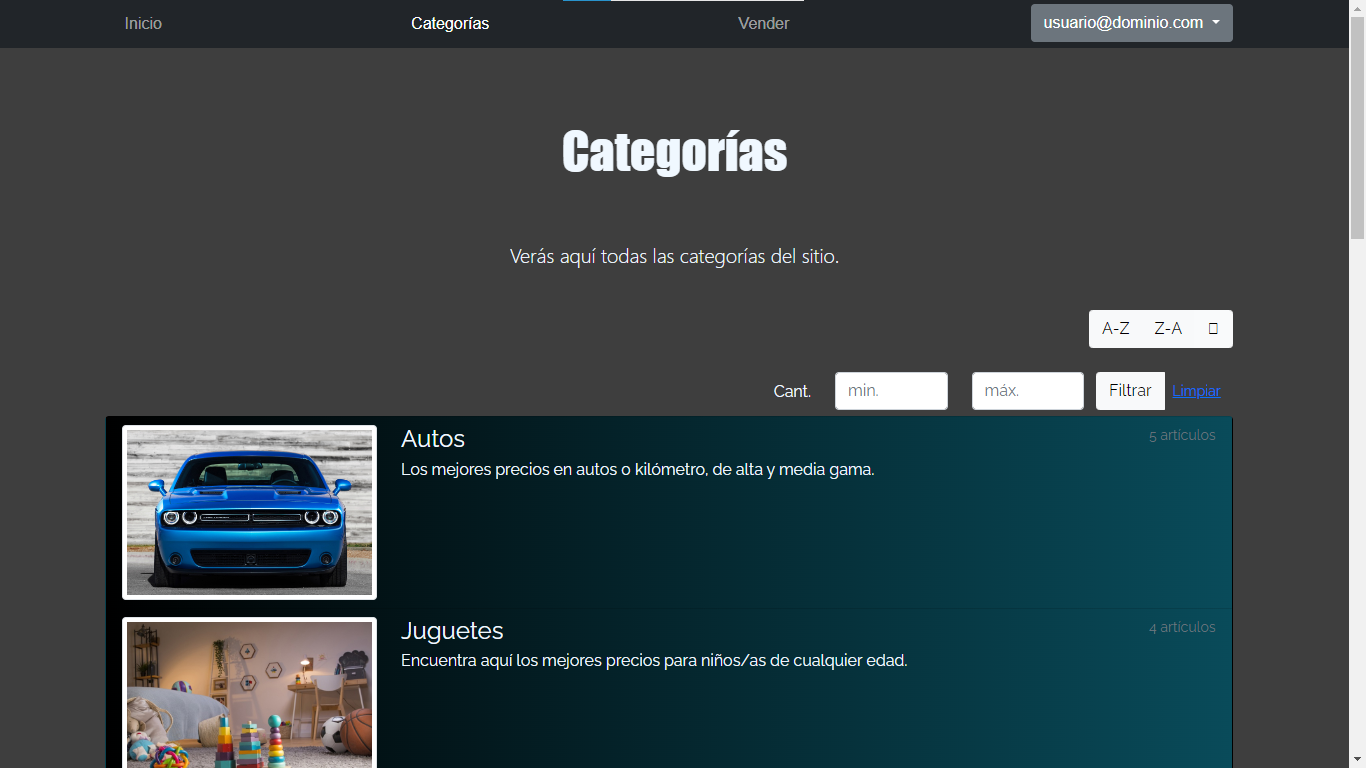 Inicio Categorías Vender usuario@dominio.com
Categorías
Verás aquí todas las categorías del sitio.
A-Z Z-A
Cant. min. máx. Filtrar Limpiar
Autos 5 artículos
Los mejores precios en autos o kilómetro, de alta y media gama.
Juguetes 4 artículos
Encuentra aquí los mejores precios para niños/as de cualquier edad.